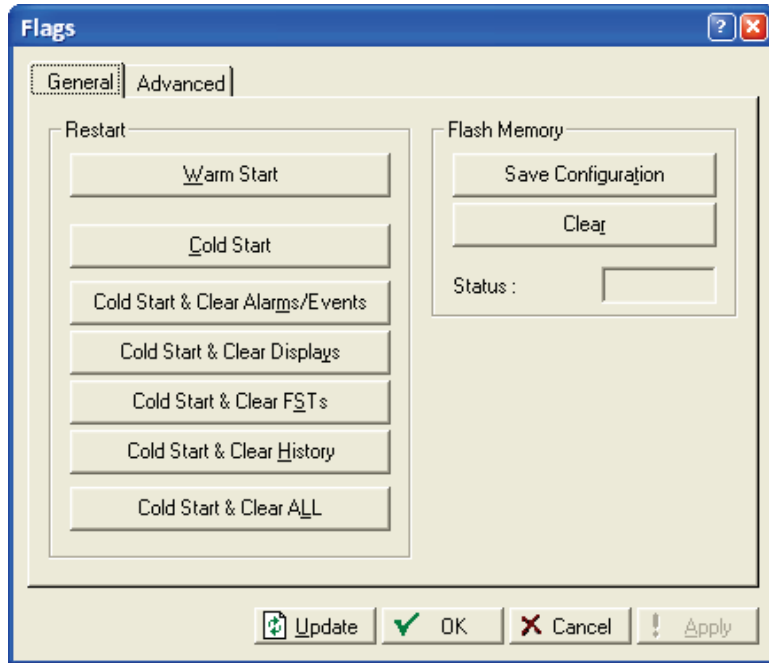 Flags
General
Advanced
Restart
Warm Start
Cold Start
Cold Start & Clear Alarms/Events
Cold Start & Clear Displays
Cold Start & Clear FSTs
Cold Start & Clear History
Cold Start & Clear ALL
Flash Memory
Save Configuration
Clear
Status :
Update
OK
Cancel
Apply